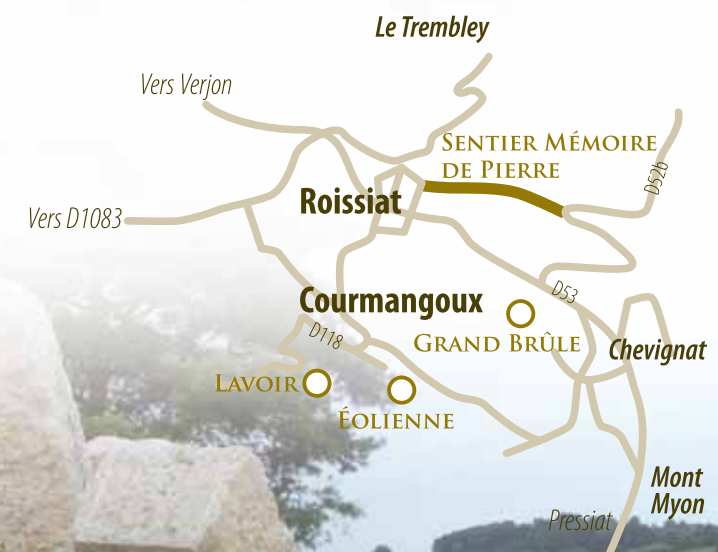 Le Trembley
Vers Verjon
Sentier Mémoire
de Pierre
D52b
Roissiat
Vers D1083
D53
Courmangoux
D118
Grand Brûle
Chevignat
Lavoir
Éolienne
Mont
Myon
Pressiat